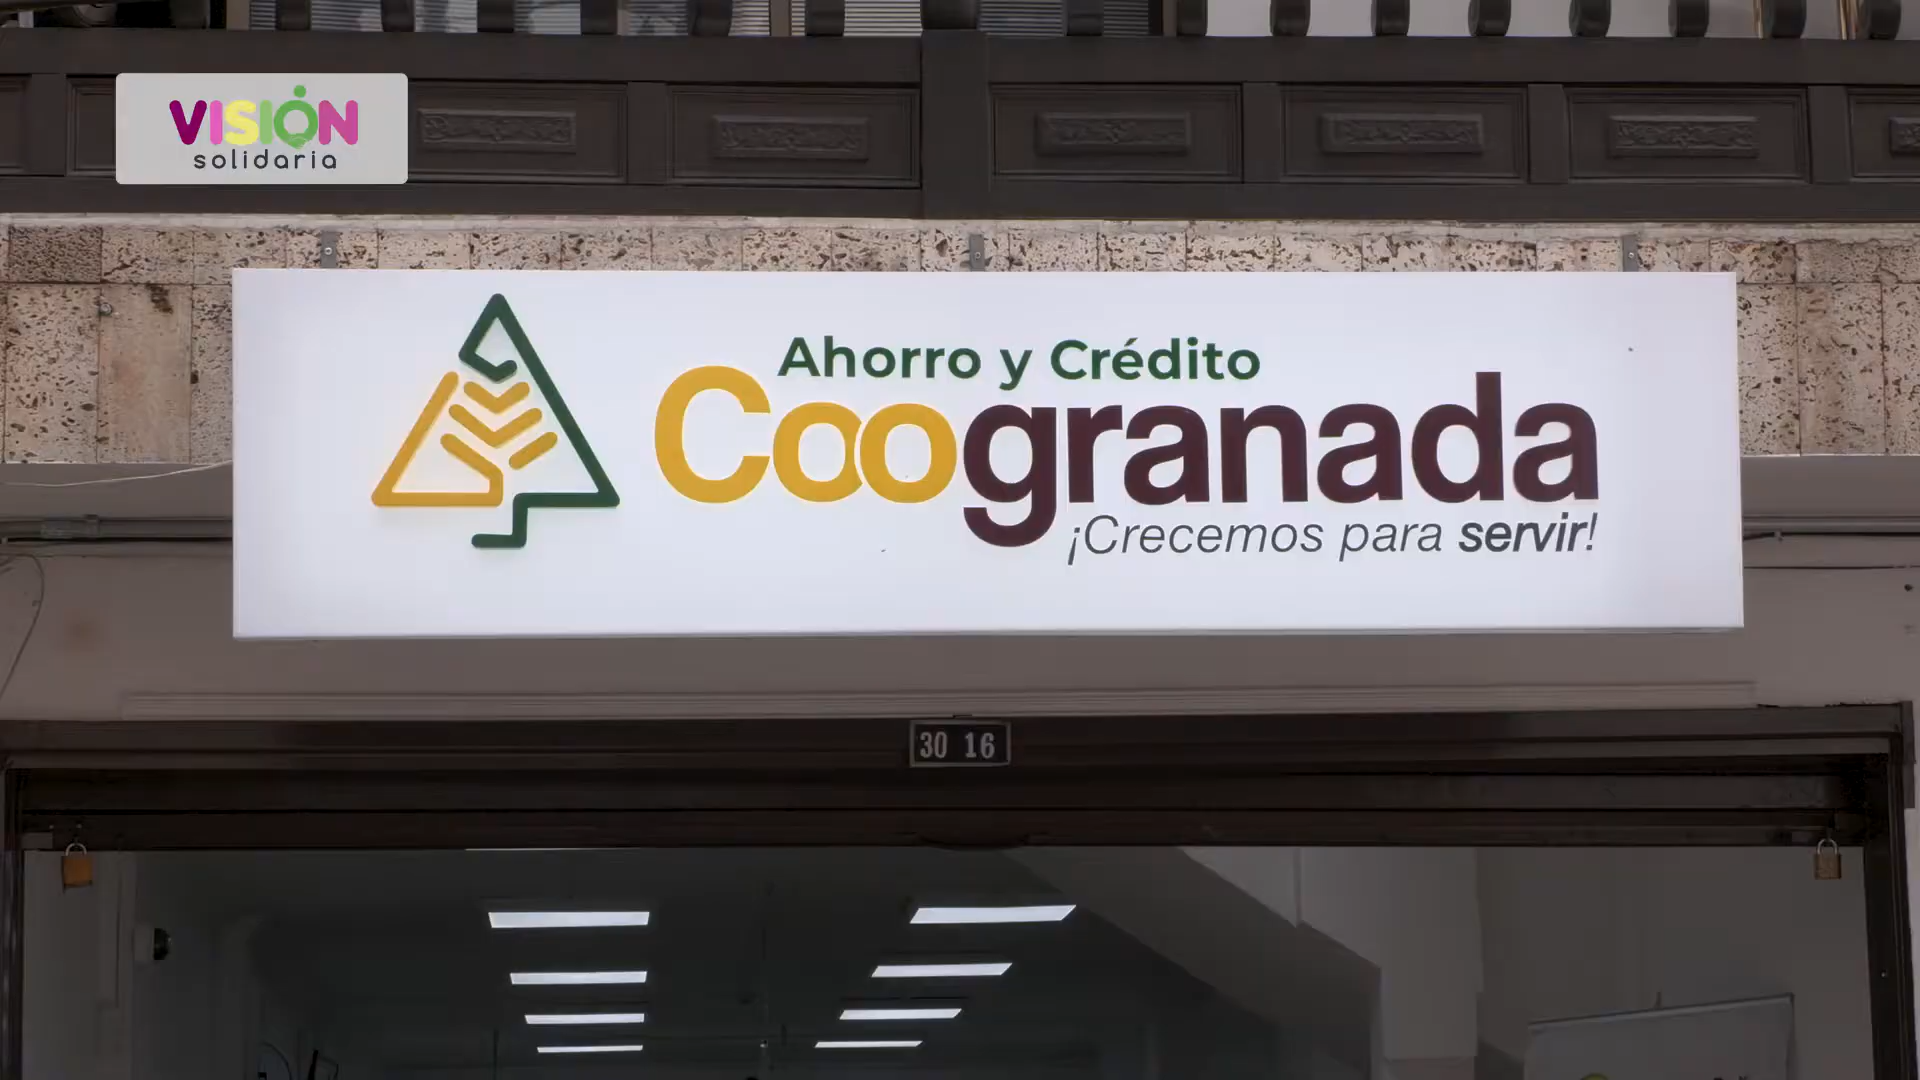 VISIÓN
solidaria
Ahorro y Crédito
Coogranada
¡Crecemos para servir!
30 16